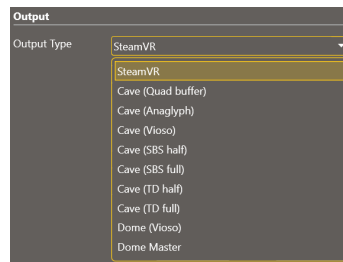 Output
Output Type
SteamVR
SteamVR
Cave (Quad buffer)
Cave (Anaglyph)
Cave (Vioso)
Cave (SBS half)
Cave (SBS full)
Cave (TD half)
Cave (TD full)
Dome (Vioso)
Dome Master